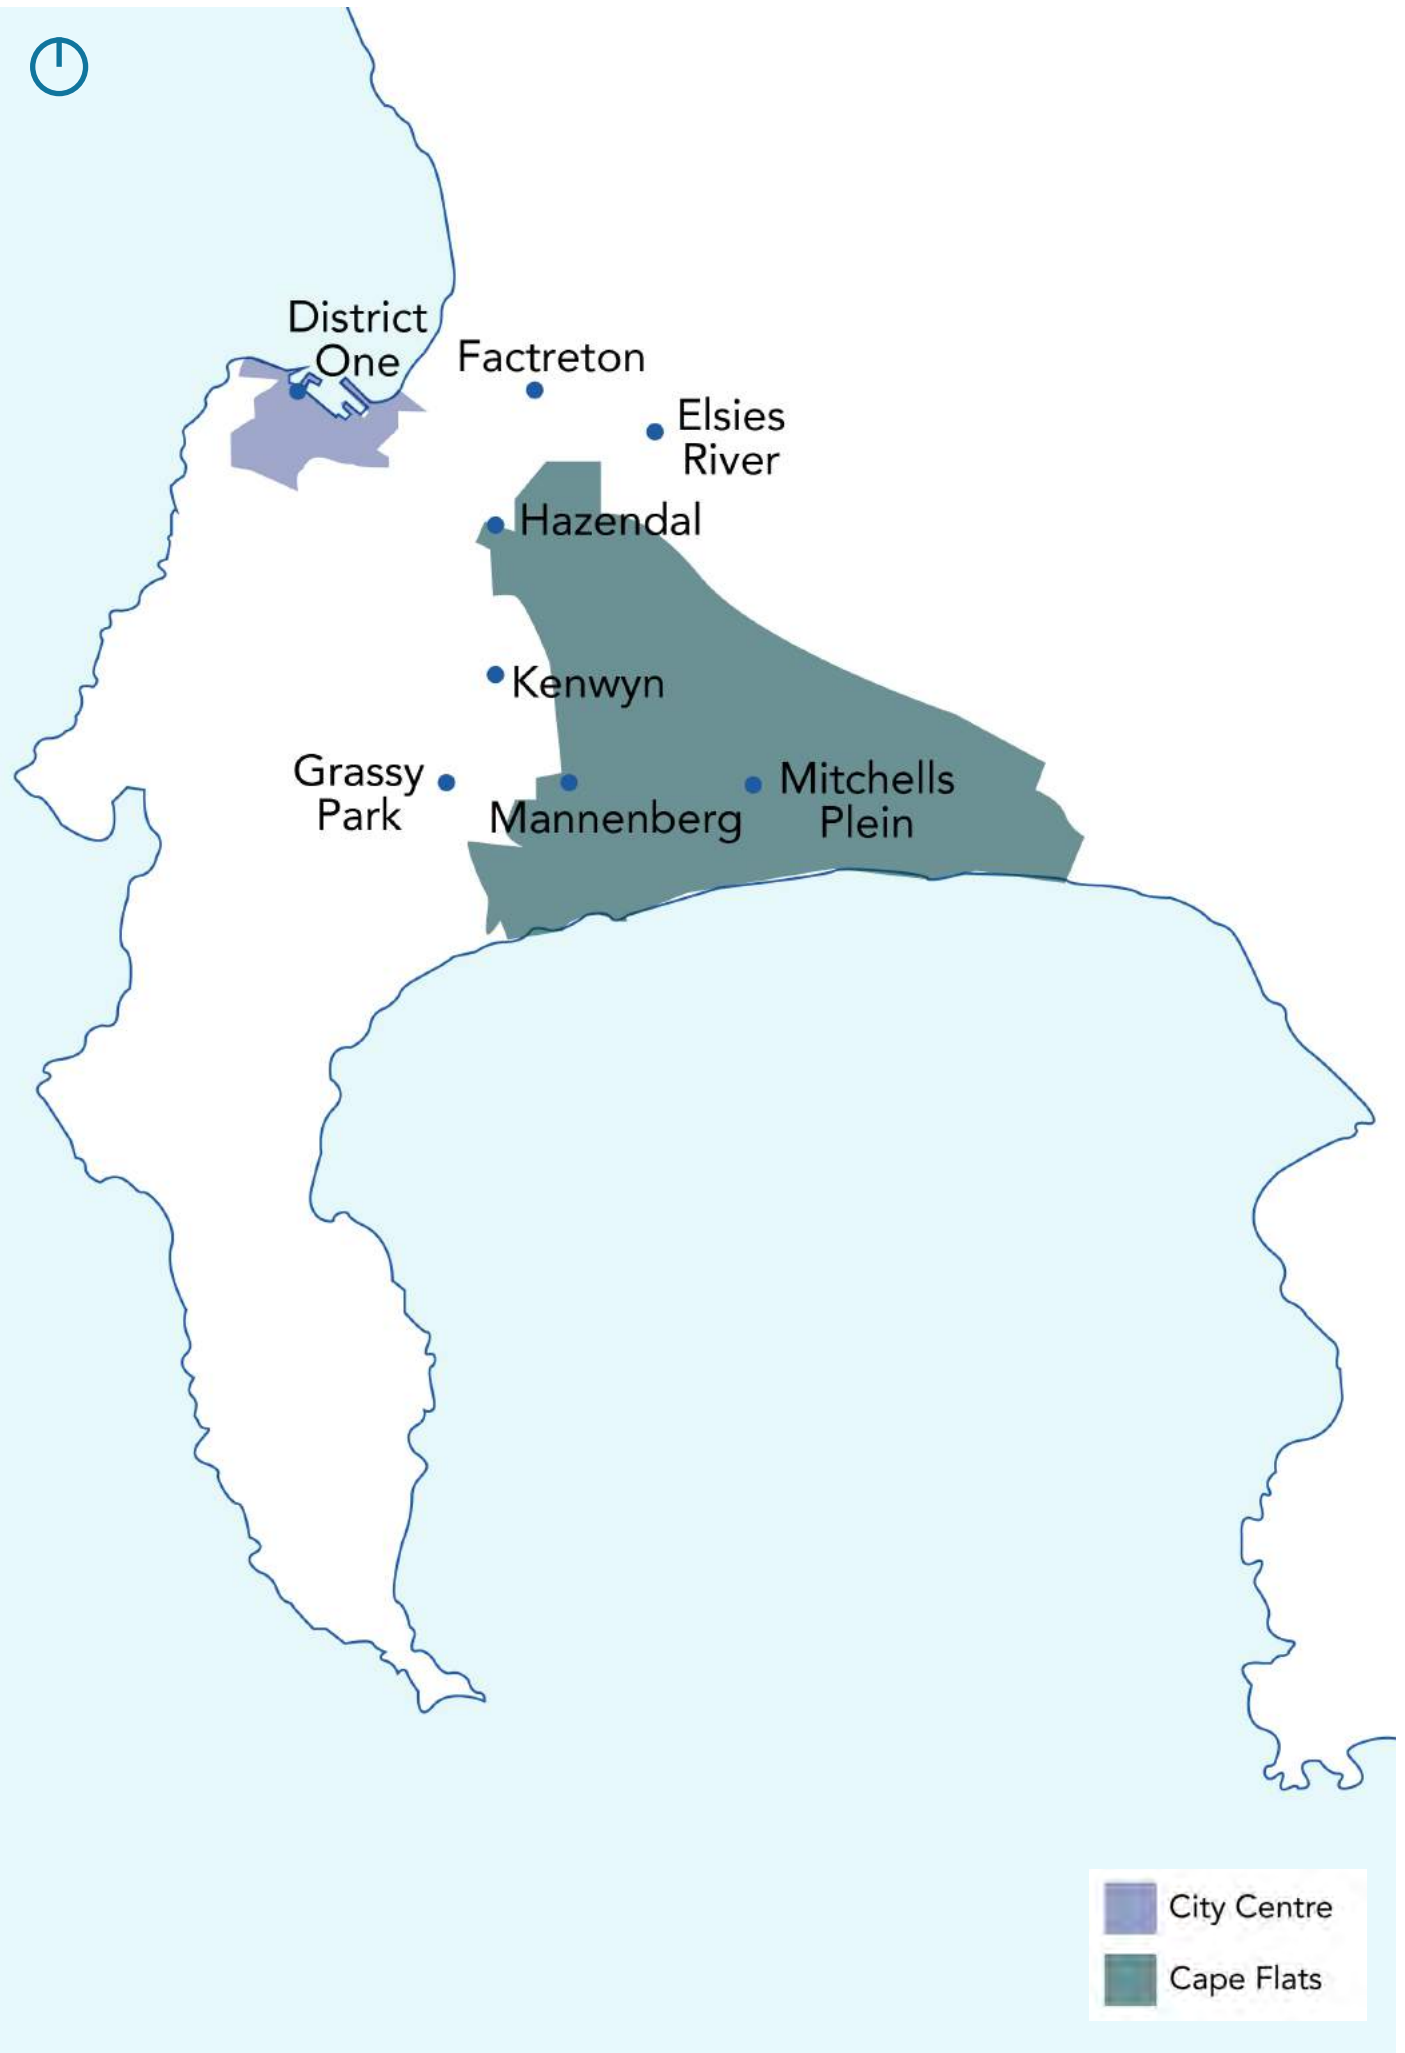 District
One
Factreton
Elsies
River
Hazendal
Kenwyn
Grassy
Park
Mannenberg
Mitchells
Plein
City Centre
Cape Flats